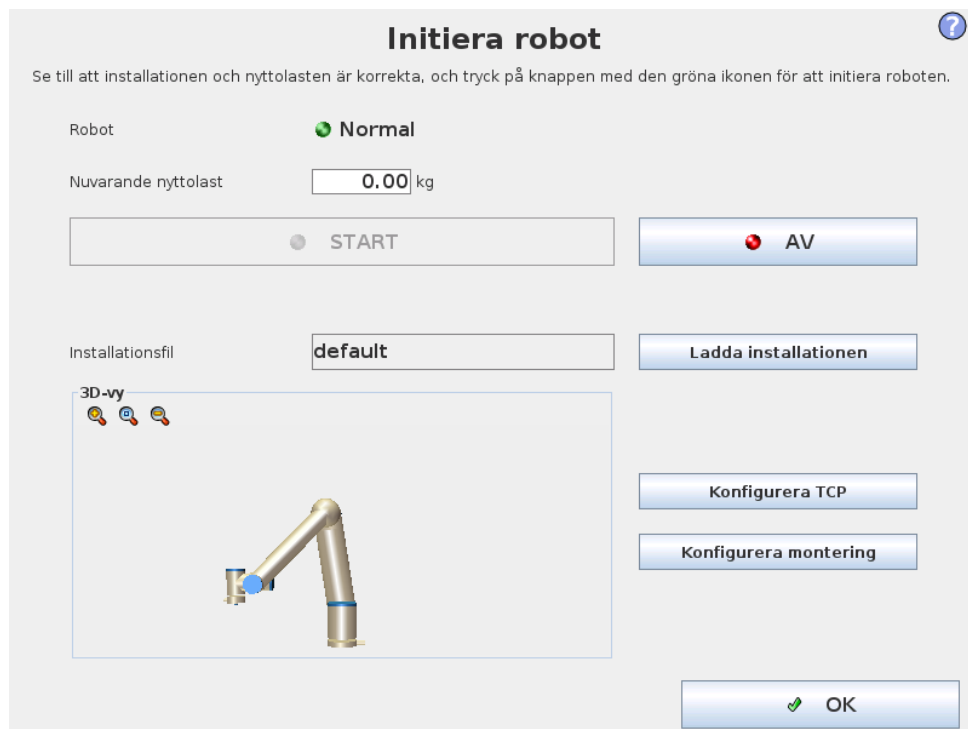 Initiera robot
?
Se till att installationen och nyttolasten är korrekta, och tryck på knappen med den gröna ikonen för att initiera roboten.
Robot Normal
Nuvarande nyttolast 0.00 kg
START AV
Installationsfil default Ladda installationen
3D-vy
Konfigurera TCP
Konfigurera montering
OK